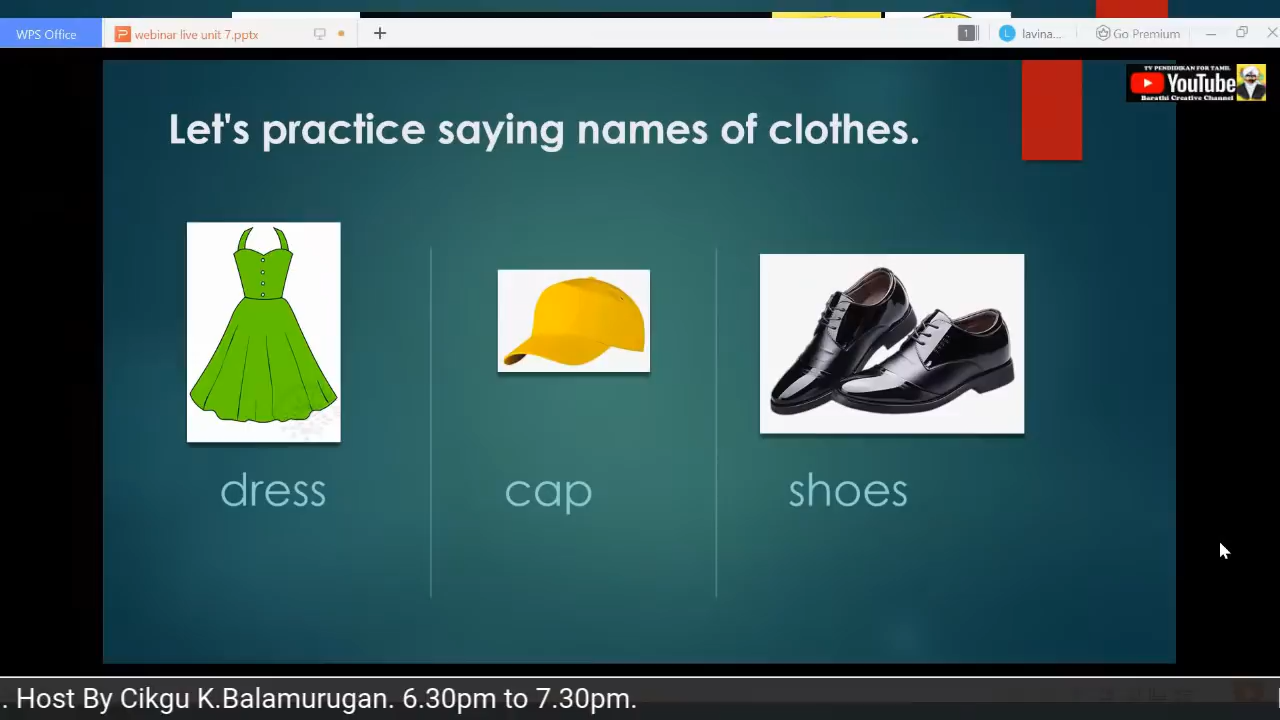 WPS Office
webinar live unit 7.pptx
1
L
lavina...
Go Premium
TV PENDIDIKAN FOR TAMIL
YouTube
Barathi Creative Channel
Let's practice saying names of clothes.
dress
cap
shoes
. Host By Cikgu K.Balamurugan. 6.30pm to 7.30pm.